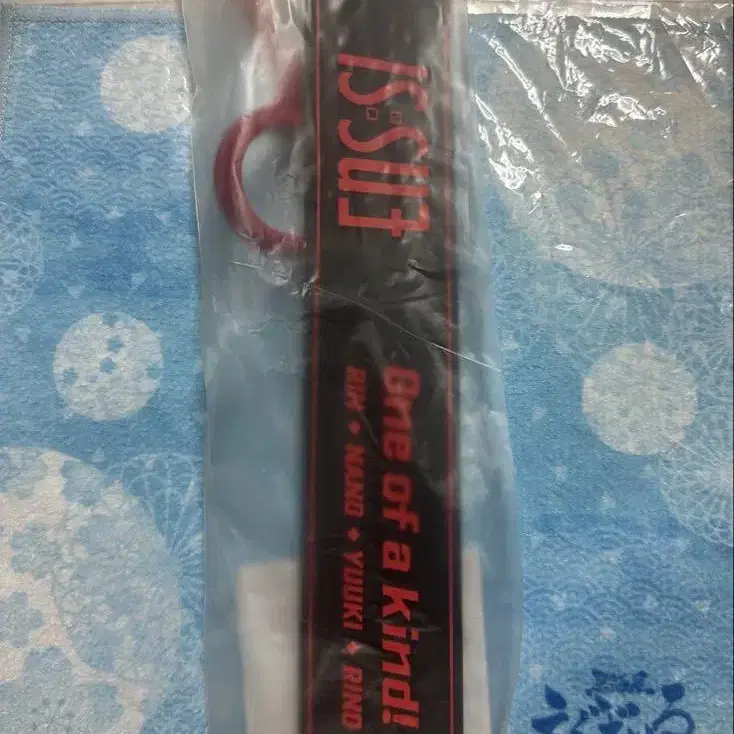 IS:SUE
One of a kind!
RIN ✦ NANO ✦ YUUKI ✦ RINO